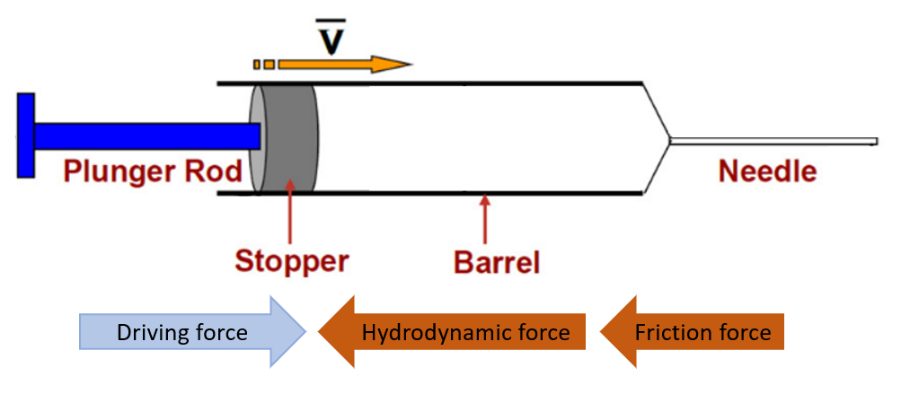 V̅
Plunger Rod
Needle
Stopper
Barrel
Driving force
Hydrodynamic force
Friction force